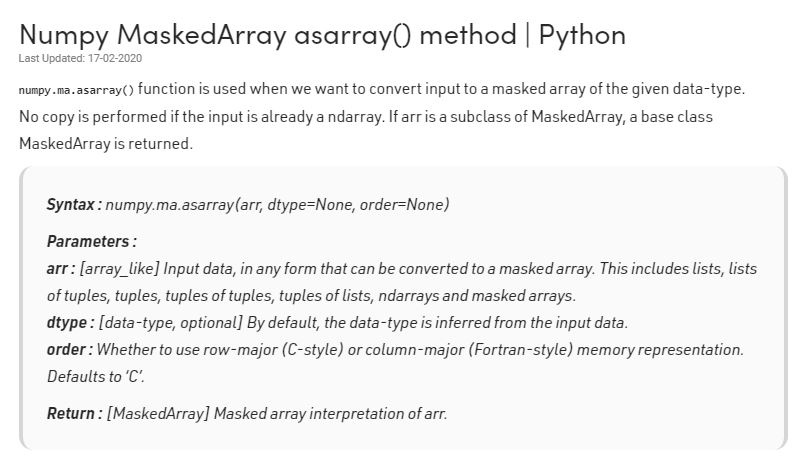 Numpy MaskedArray asarray() method | Python
Last Updated: 17-02-2020
numpy.ma.asarray() function is used when we want to convert input to a masked array of the given data-type.
No copy is performed if the input is already a ndarray. If arr is a subclass of MaskedArray, a base class
MaskedArray is returned.
Syntax : numpy.ma.asarray(arr, dtype=None, order=None)
Parameters :
arr : [array_like] Input data, in any form that can be converted to a masked array. This includes lists, lists
of tuples, tuples, tuples of tuples, tuples of lists, ndarrays and masked arrays.
dtype : [data-type, optional] By default, the data-type is inferred from the input data.
order : Whether to use row-major (C-style) or column-major (Fortran-style) memory representation.
Defaults to ‘C’.
Return : [MaskedArray] Masked array interpretation of arr.